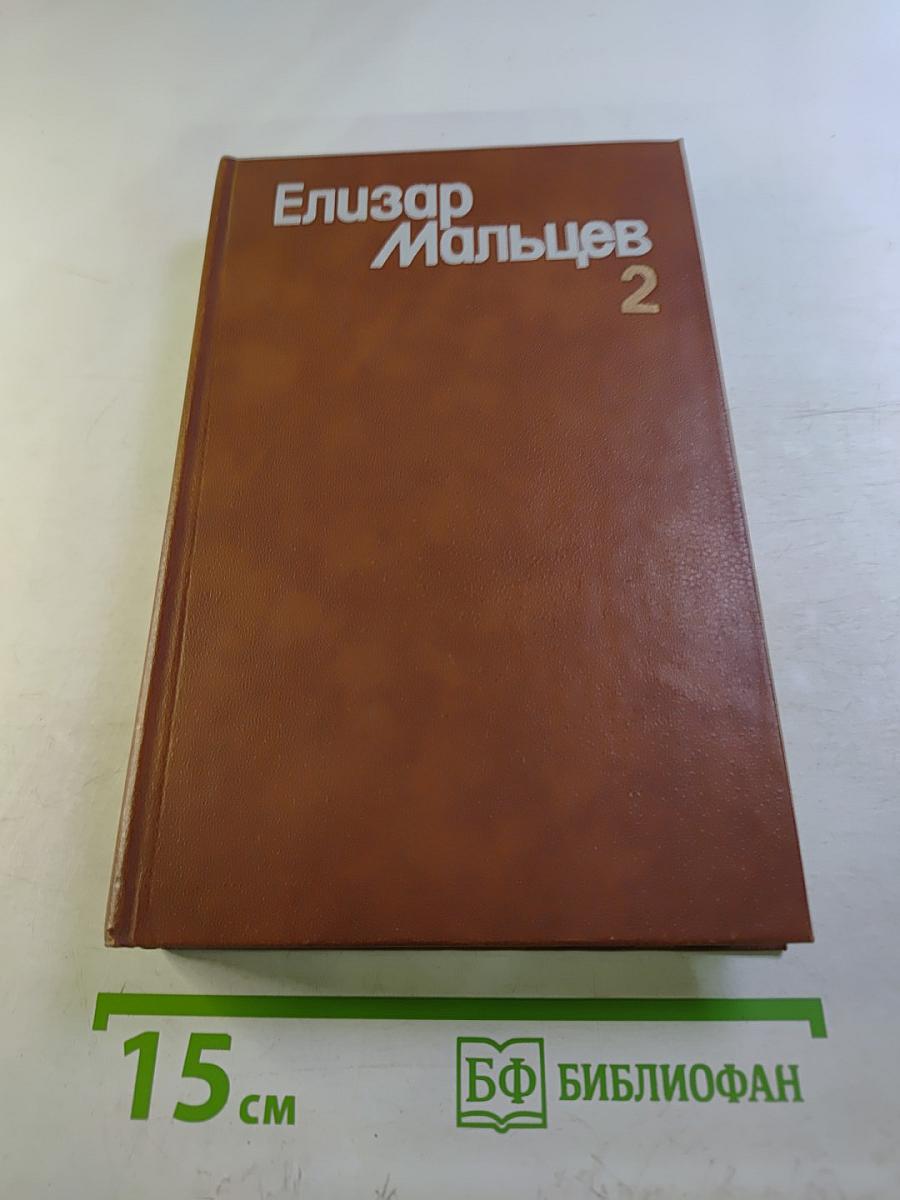 Елизар
Мальцев
2
15 см
БФ БИБЛИОФАН